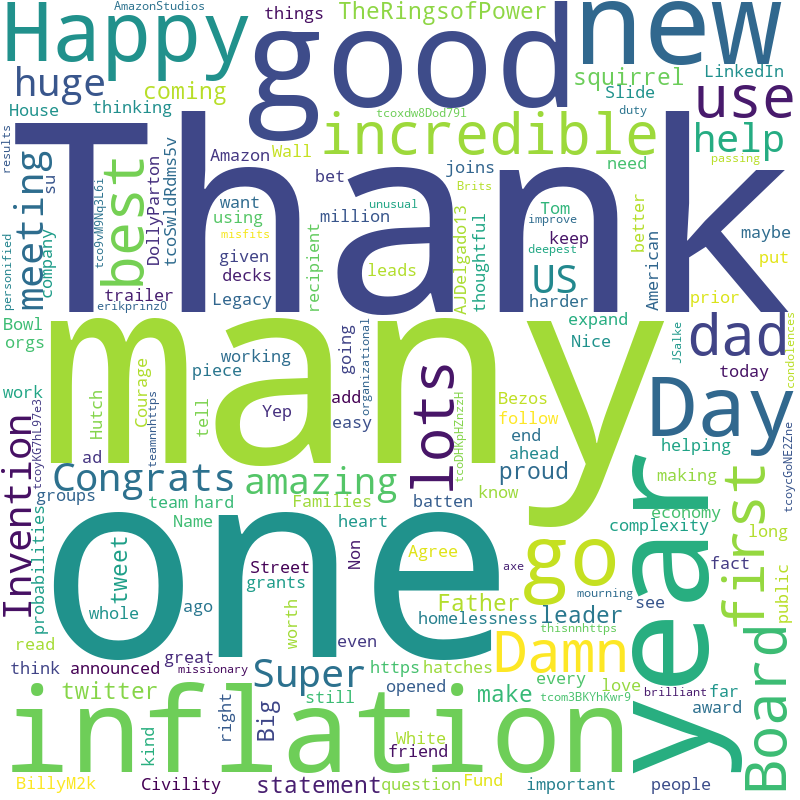 AmazonStudios
Happy
things
TheRingsofPower
good
new
huge
coming
squirrel
LinkedIn
Slide
House
thinking
tcoxdw8Dod79l
duty
use
incredible
help
results
best
Amazon
Wall
joins
need
passing
su
meeting
DollyParton
tcoSwldRdms5v
tco9vM9Nq3L6i
bet
Brits
Thank
want
using
million
unusual
Tom
improve
better
maybe
misfits
recipient
AJDelgado13
thoughtful
keep
given
deepest
US
American
put
personified
company
decks
leads
trailer
Legacy
harder
prior
erikprinz0
many
Bowl
orgs
going
organizational
expand
Nice
JSalke
dad
condolences
working
piece
today
work
Hutch
Courage
teamnnhttps
tell
add
easy
lots
Bezos
follow
Day
Yep
tcoyKG7hL97e3
tcoDHKpHZnzzH
end
ahead
helping
ad
Invention
Congrats
amazing
proud
know
making
first
tcoycGoNE2Zne
groups
team
hard
Families
batten
year
economy
long
Name
heart
complexity
probabilities
tweet
one
Street
Non
Agree
axe
go
fact
public
grants
mourning
see
whole
ago
worth
even
Father
homelessness
leader
read
thisnnhttps
Damn
Board
think
announced
great
missionary
Super
https
hatches
every
love
brilliant
far
twitter
still
opened
make
tcom3BKYhKwr9
award
inflation
kind
right
Big
White
friend
BillyM2k
Civility
statement
question
Fund
important
people